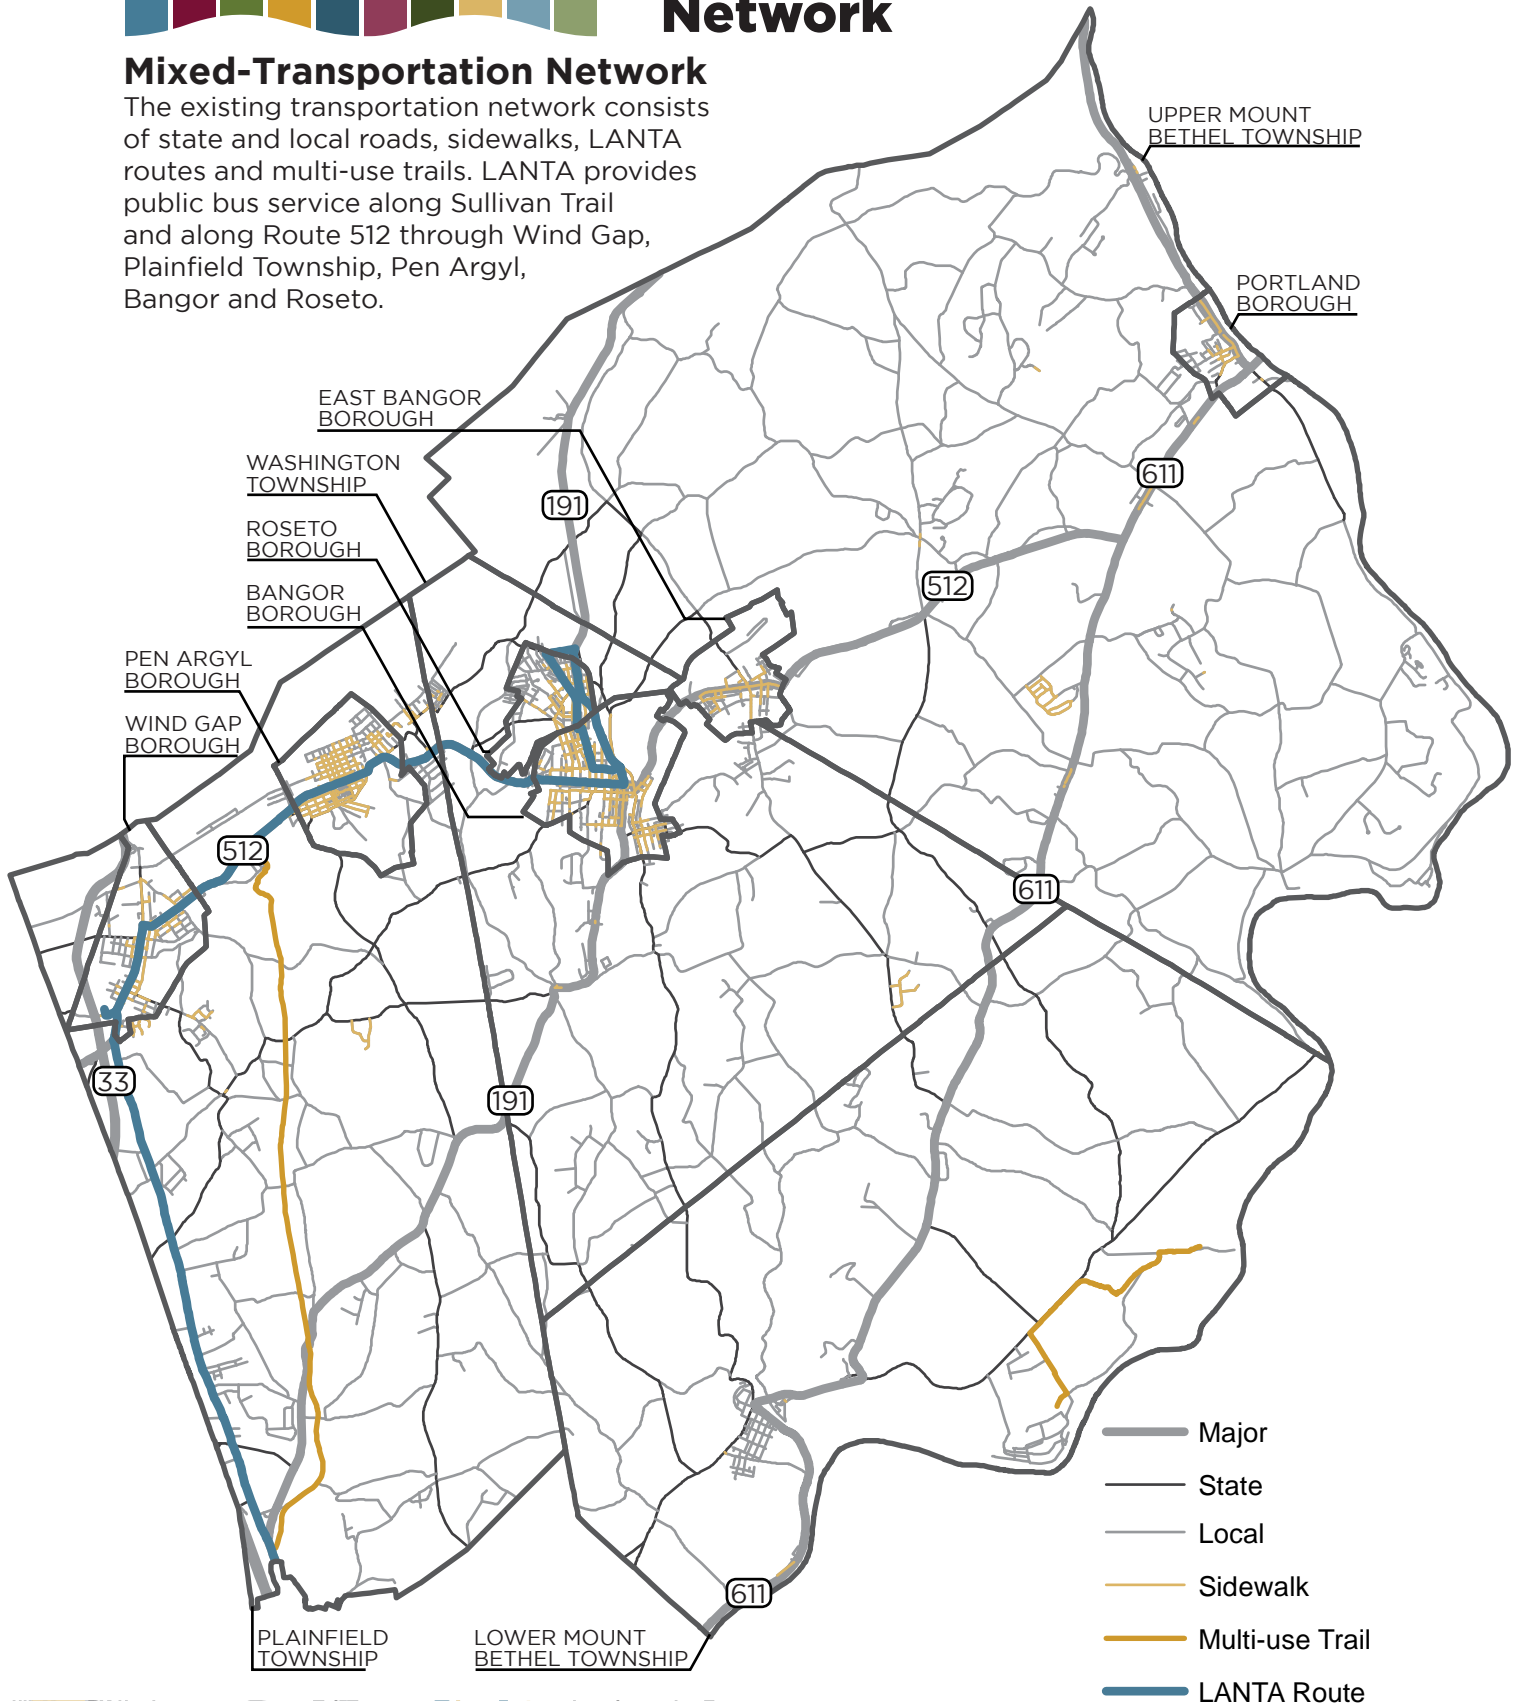 Network
Mixed-Transportation Network
The existing transportation network consists
of state and local roads, sidewalks, LANTA
routes and multi-use trails. LANTA provides
public bus service along Sullivan Trail
and along Route 512 through Wind Gap,
Plainfield Township, Pen Argyl,
Bangor and Roseto.
UPPER MOUNT
BETHEL TOWNSHIP
PORTLAND
BOROUGH
EAST BANGOR
BOROUGH
WASHINGTON
TOWNSHIP
ROSETO
BOROUGH
BANGOR
BOROUGH
PEN ARGYL
BOROUGH
WIND GAP
BOROUGH
191
611
512
512
611
33
191
611
PLAINFIELD
TOWNSHIP
LOWER MOUNT
BETHEL TOWNSHIP
Major
State
Local
Sidewalk
Multi-use Trail
LANTA Route